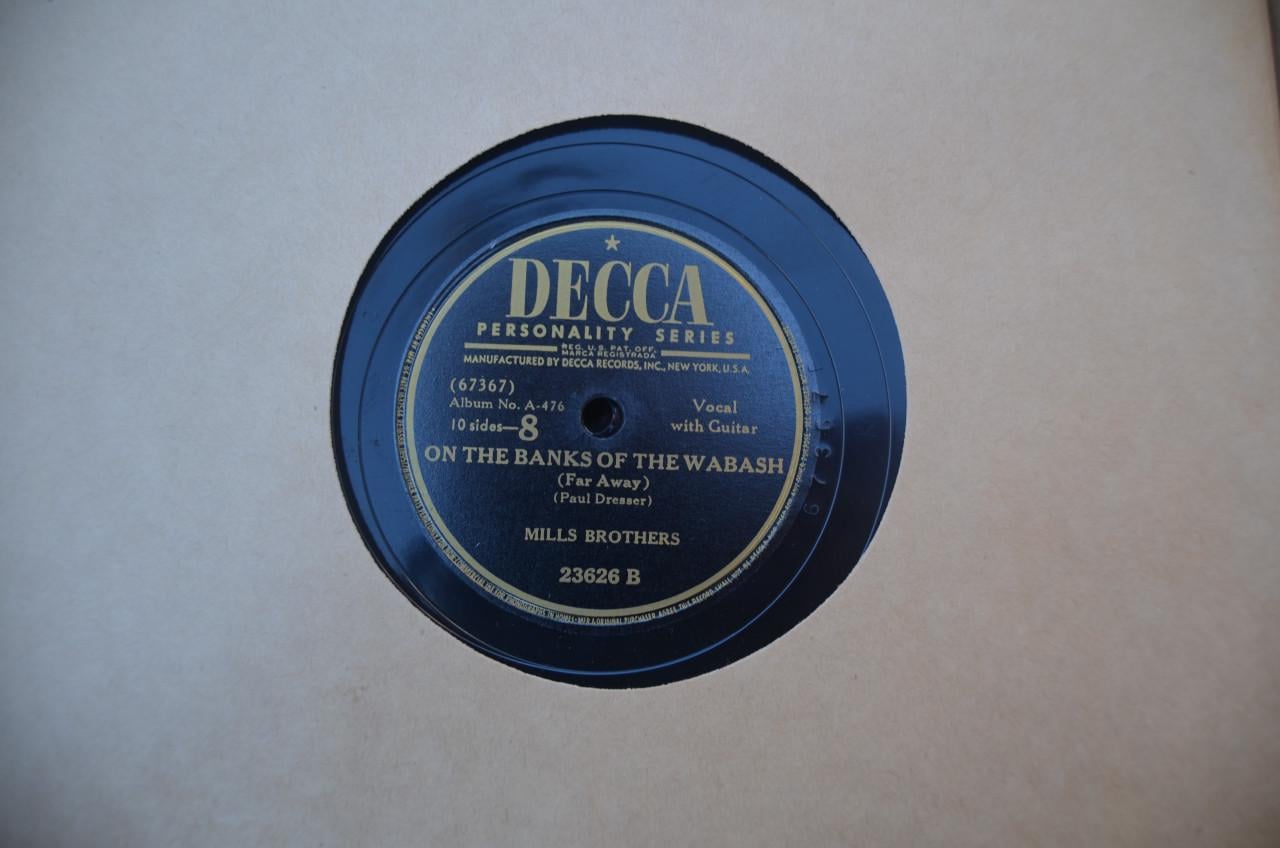 DECCA
PERSONALITY SERIES
REG. U.S. PAT. OFF.
MARCA REGISTRADA
MANUFACTURED BY DECCA RECORDS, INC., NEW YORK, U.S.A.
(67367)
Album No. A-476
10 sides—8
Vocal
with Guitar
ON THE BANKS OF THE WABASH
(Far Away)
(Paul Dresser)
MILLS BROTHERS
23626 B